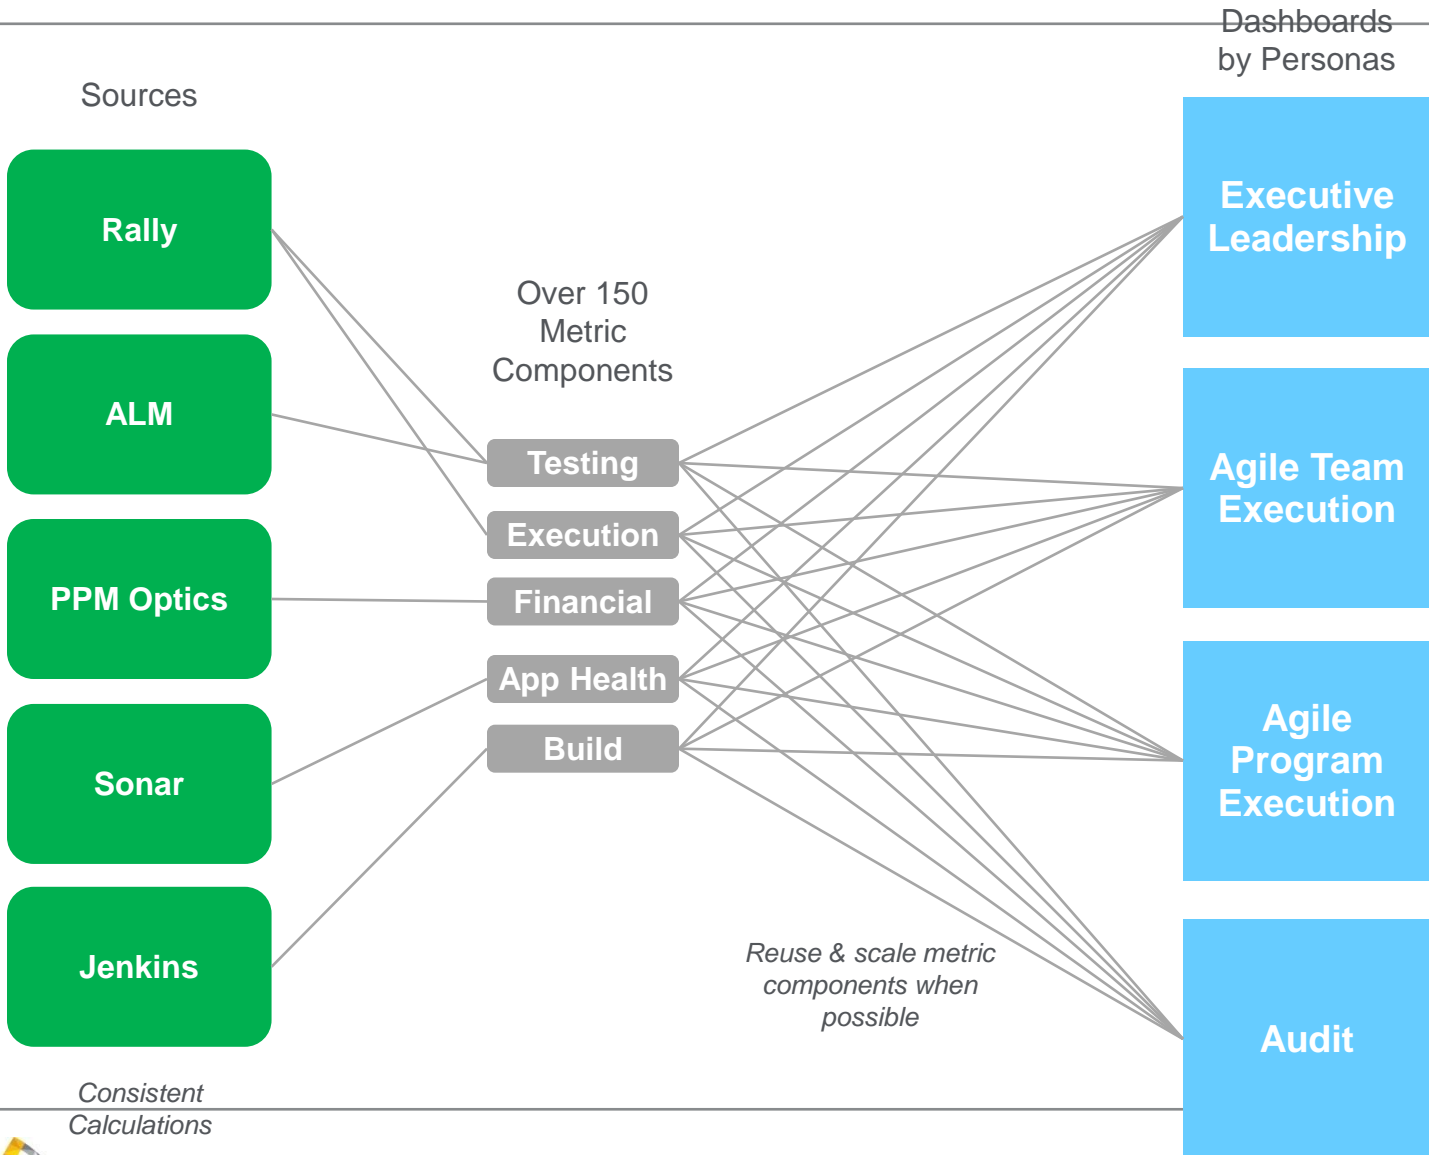 Dashboards
by Personas
Sources
Rally
ALM
PPM Optics
Sonar
Jenkins
Consistent
Calculations
Over 150
Metric
Components
Testing
Execution
Financial
App Health
Build
Reuse & scale metric
components when
possible
Executive
Leadership
Agile Team
Execution
Agile
Program
Execution
Audit